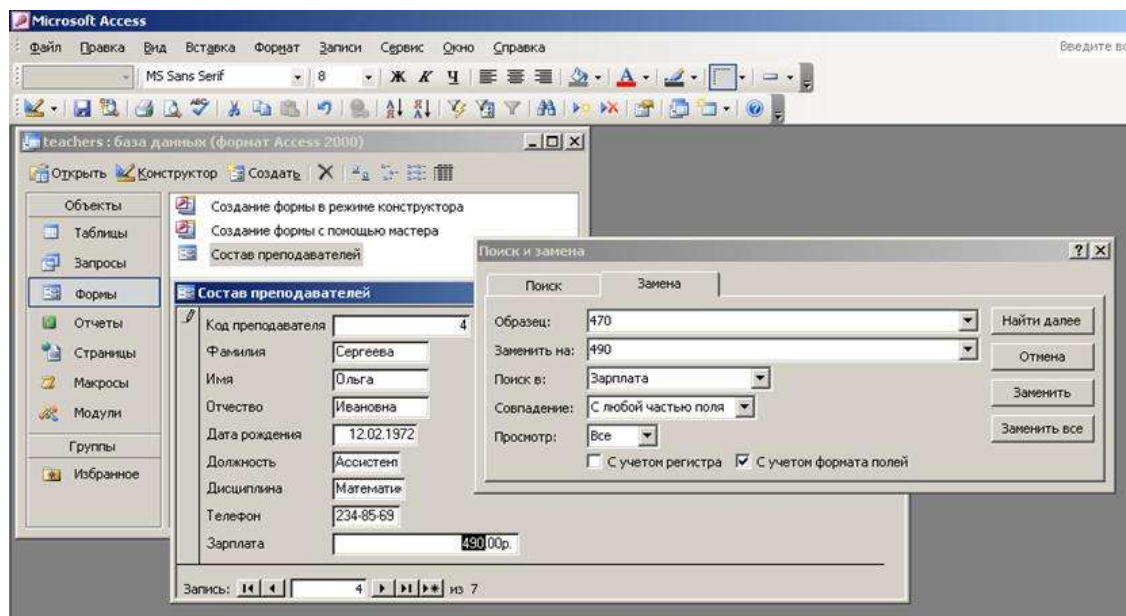 Microsoft Access
Файл Правка Вид Вставка Формат Записи Сервис Окно Справка Введите во
MS Sans Serif 8 Ж К Ч
teachers : база данных (формат Access 2000)
Открыть Конструктор Создать
Объекты
Таблицы
Запросы
Формы
Отчеты
Страницы
Макросы
Модули
Группы
Избранное
Создание формы в режиме конструктора
Создание формы с помощью мастера
Состав преподавателей
Состав преподавателей
Код преподавателя 4
Фамилия Сергеева
Имя Ольга
Отчество Ивановна
Дата рождения 12.02.1972
Должность Ассистент
Дисциплина Математи
Телефон 234-85-69
Зарплата 490,00р.
Запись: 4 из 7
Поиск и замена
Поиск Замена
Образец: 470 Найти далее
Заменить на: 490 Отмена
Поиск в: Зарплата Заменить
Совпадение: С любой частью поля Заменить все
Просмотр: Все
С учетом регистра С учетом формата полей